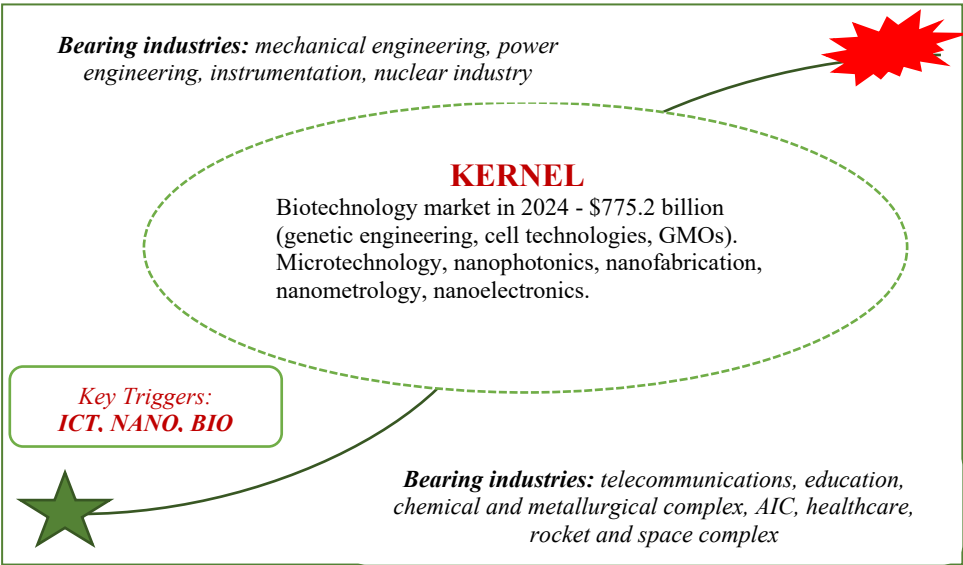 Bearing industries: mechanical engineering, power
engineering, instrumentation, nuclear industry
KERNEL
Biotechnology market in 2024 - $775.2 billion
(genetic engineering, cell technologies, GMOs).
Microtechnology, nanophotonics, nanofabrication,
nanometrology, nanoelectronics.
Key Triggers:
ICT, NANO, BIO
Bearing industries: telecommunications, education,
chemical and metallurgical complex, AIC, healthcare,
rocket and space complex